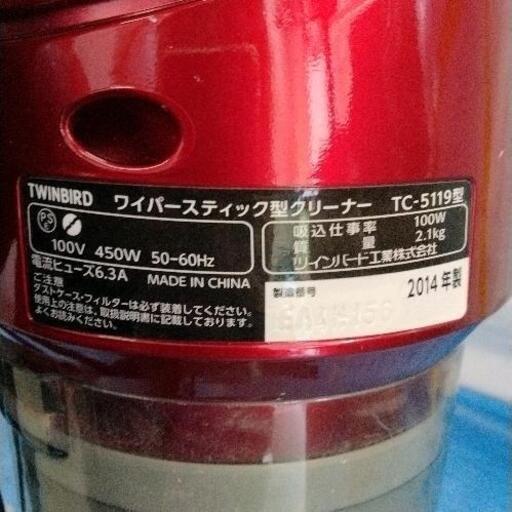 TWINBIRD ワイパースティック型クリーナー TC-5119型
PS E
100V 450W 50-60Hz
吸込仕事率 100W
質量 2.1kg
ツインバード工業株式会社
電流ヒューズ6.3A MADE IN CHINA
ご注意
ダストケース・フィルターは必ず装着してください。
使用上の注意は、取扱説明書に記載しております。
よくお読みください。
製造番号
2014年製